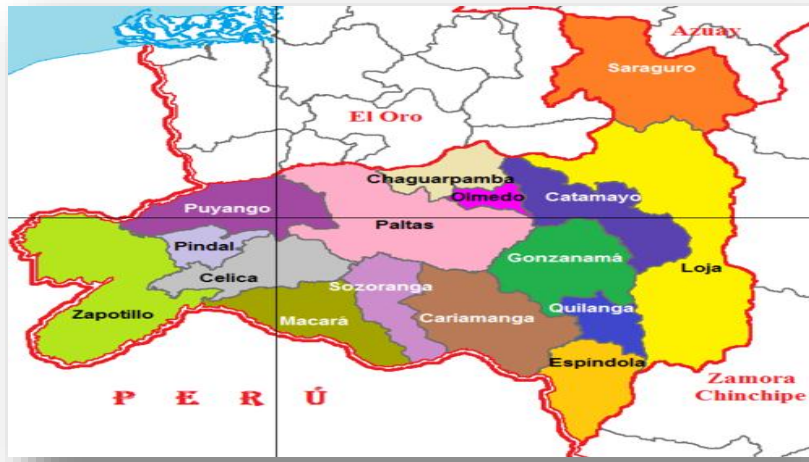 Azuay
Saraguro
El Oro
Chaguarpamba
Olmedo
Catamayo
Puyango
Paltas
Pindal
Gonzanamá
Loja
Celica
Sozoranga
Zapotillo
Macará
Cariamanga
Quilanga
Espíndola
Zamora
Chinchipe
P E R Ú